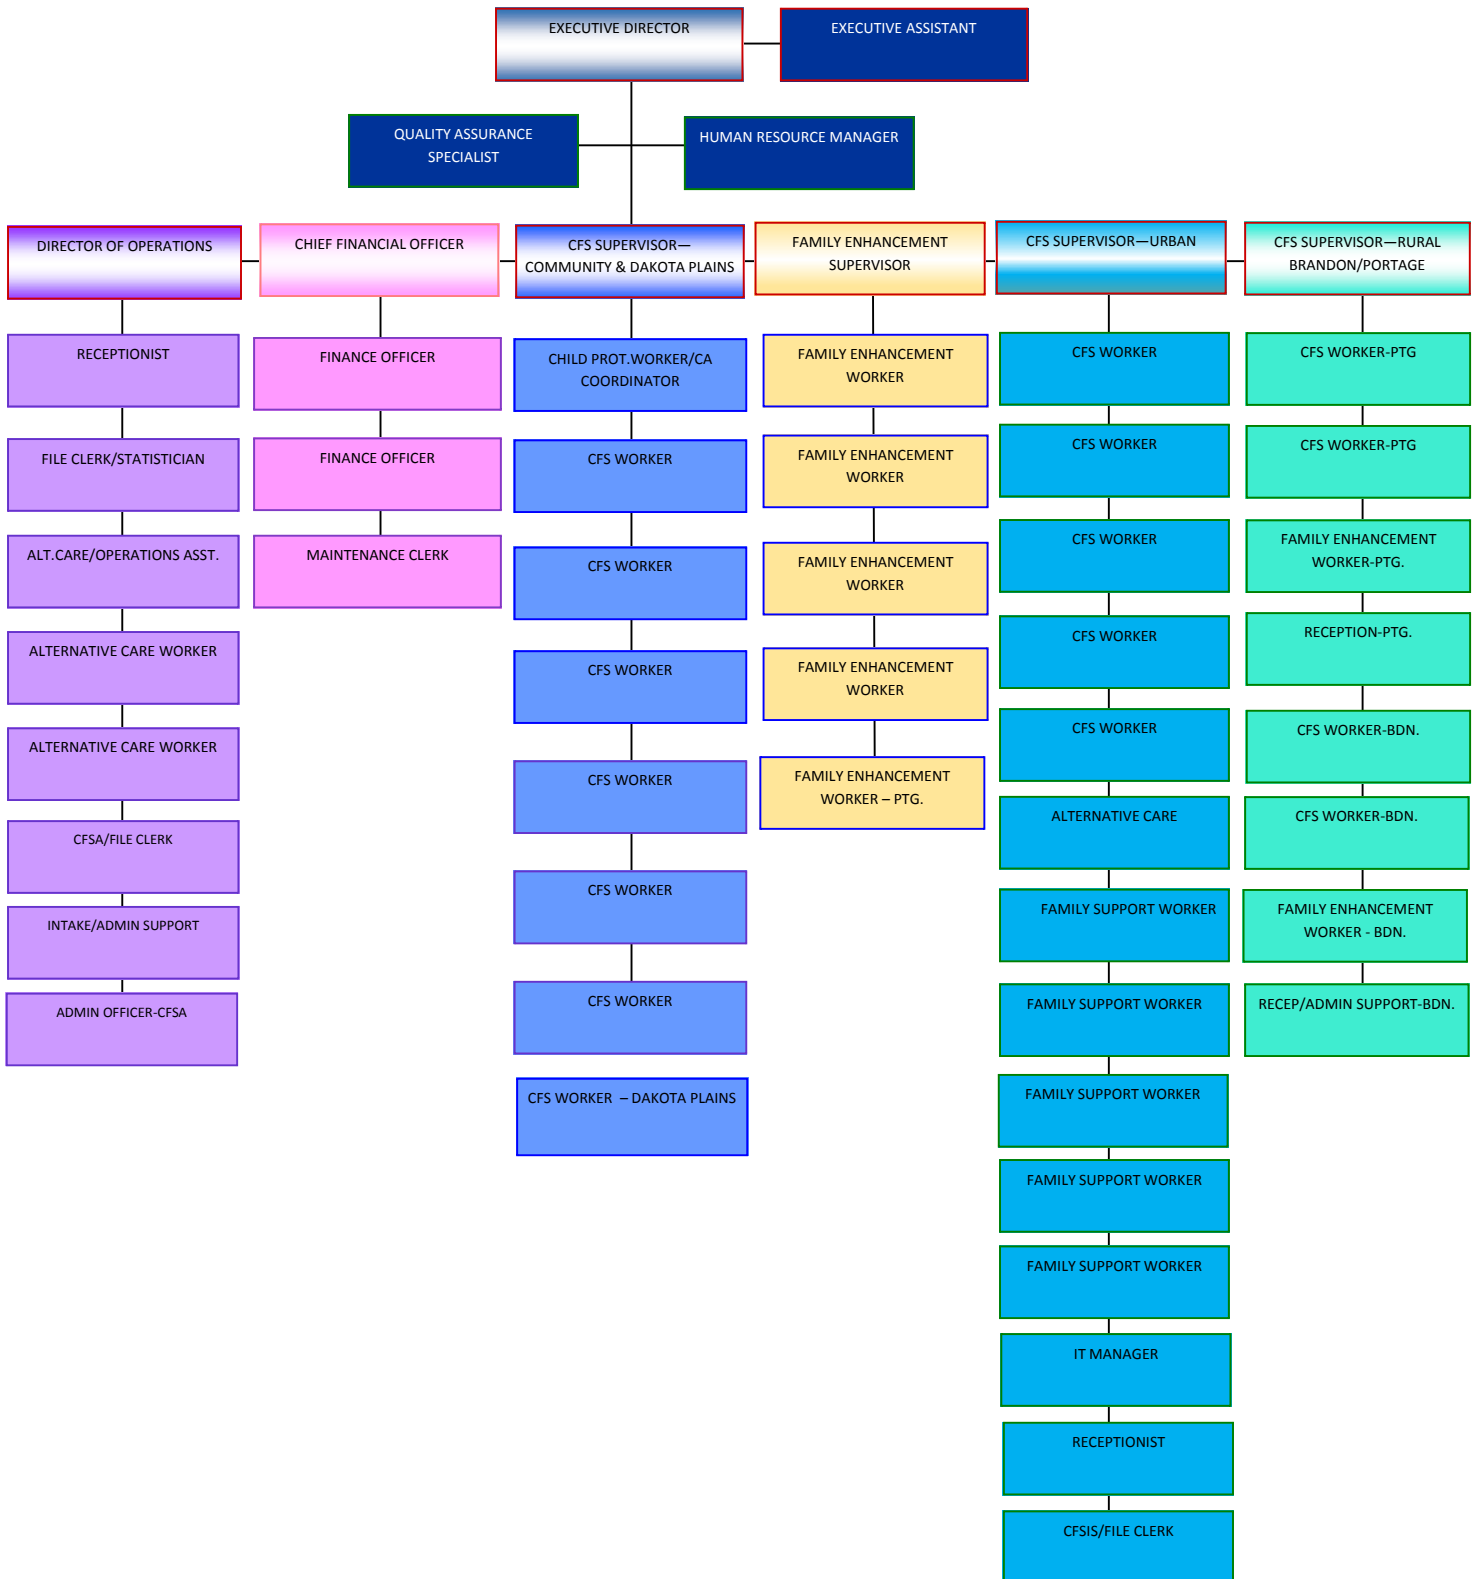 EXECUTIVE DIRECTOR
EXECUTIVE ASSISTANT
QUALITY ASSURANCE
SPECIALIST
HUMAN RESOURCE MANAGER
DIRECTOR OF OPERATIONS
CHIEF FINANCIAL OFFICER
CFS SUPERVISOR—
COMMUNITY & DAKOTA PLAINS
FAMILY ENHANCEMENT
SUPERVISOR
CFS SUPERVISOR—URBAN
CFS SUPERVISOR—RURAL
BRANDON/PORTAGE
RECEPTIONIST
FILE CLERK/STATISTICIAN
ALT.CARE/OPERATIONS ASST.
ALTERNATIVE CARE WORKER
ALTERNATIVE CARE WORKER
CFSA/FILE CLERK
INTAKE/ADMIN SUPPORT
ADMIN OFFICER-CFSA
FINANCE OFFICER
FINANCE OFFICER
MAINTENANCE CLERK
CHILD PROT.WORKER/CA
COORDINATOR
CFS WORKER
CFS WORKER
CFS WORKER
CFS WORKER
CFS WORKER
CFS WORKER
CFS WORKER – DAKOTA PLAINS
FAMILY ENHANCEMENT
WORKER
FAMILY ENHANCEMENT
WORKER
FAMILY ENHANCEMENT
WORKER
FAMILY ENHANCEMENT
WORKER
FAMILY ENHANCEMENT
WORKER – PTG.
CFS WORKER
CFS WORKER
CFS WORKER
CFS WORKER
CFS WORKER
ALTERNATIVE CARE
FAMILY SUPPORT WORKER
FAMILY SUPPORT WORKER
FAMILY SUPPORT WORKER
FAMILY SUPPORT WORKER
FAMILY SUPPORT WORKER
IT MANAGER
RECEPTIONIST
CFSIS/FILE CLERK
CFS WORKER-PTG
CFS WORKER-PTG
FAMILY ENHANCEMENT
WORKER-PTG.
RECEPTION-PTG.
CFS WORKER-BDN.
CFS WORKER-BDN.
FAMILY ENHANCEMENT
WORKER - BDN.
RECEP/ADMIN SUPPORT-BDN.